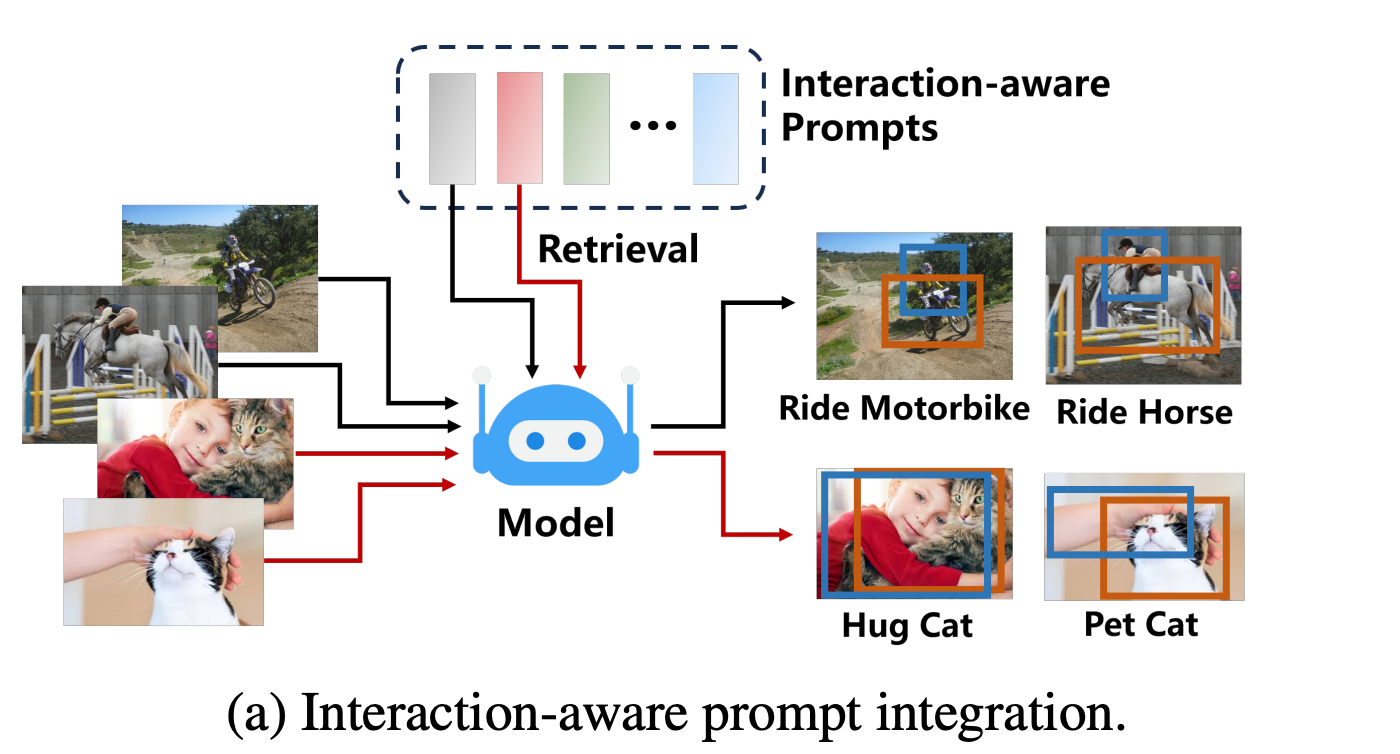 Interaction-aware
Prompts
Retrieval
Ride Motorbike
Ride Horse
Model
Hug Cat
Pet Cat
(a) Interaction-aware prompt integration.